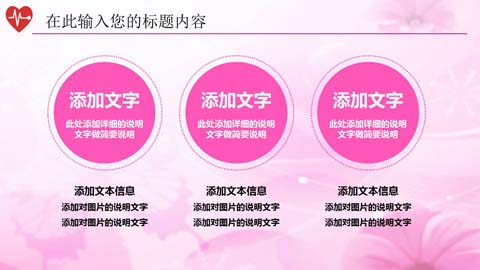 在此输入您的标题内容
添加文字
此处添加详细的说明
文字做简要说明
添加文字
此处添加详细的说明
文字做简要说明
添加文字
此处添加详细的说明
文字做简要说明
添加文本信息
添加对图片的说明文字
添加对图片的说明文字
添加文本信息
添加对图片的说明文字
添加对图片的说明文字
添加文本信息
添加对图片的说明文字
添加对图片的说明文字